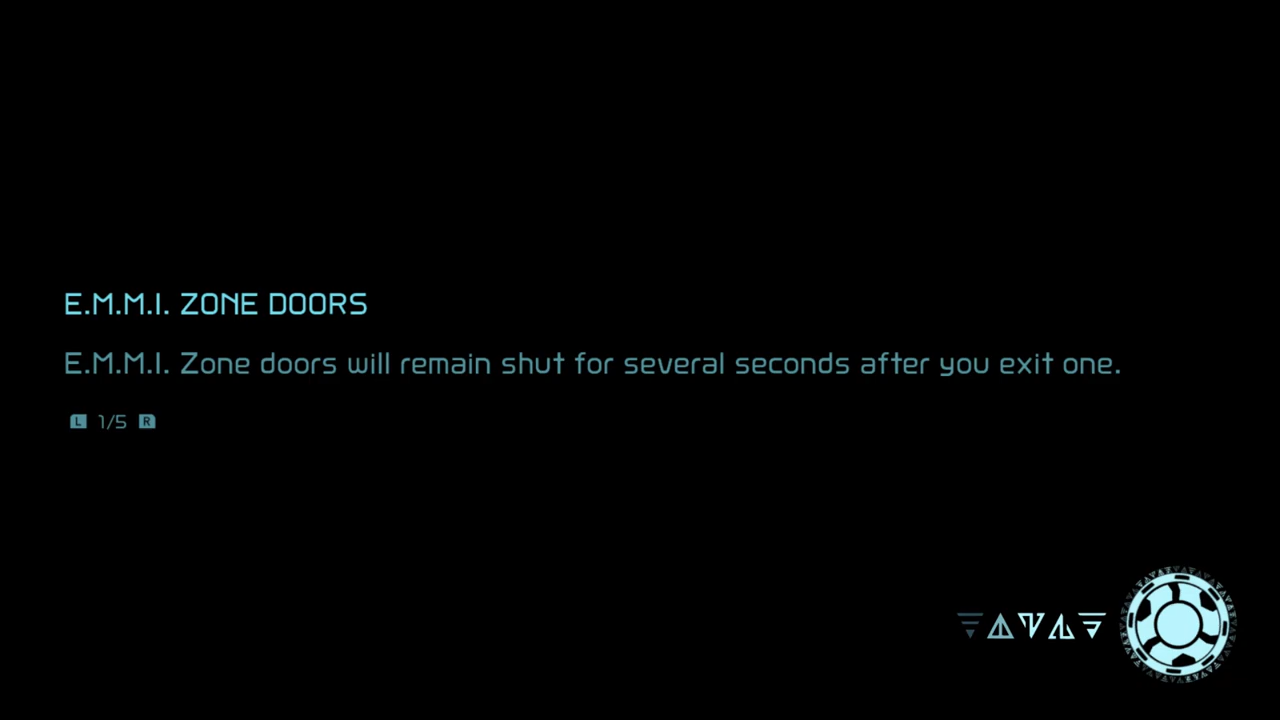 E.M.M.I. ZONE DOORS
E.M.M.I. Zone doors will remain shut for several seconds after you exit one.
L 1/5 R